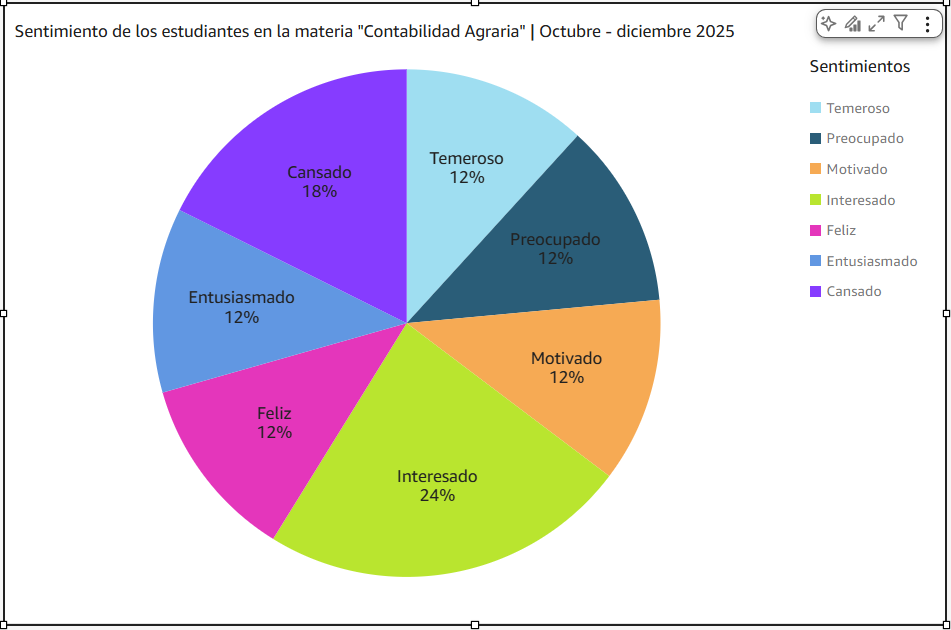 Sentimiento de los estudiantes en la materia "Contabilidad Agraria" | Octubre - diciembre 2025
Sentimientos
Temeroso
Preocupado
Motivado
Interesado
Feliz
Entusiasmado
Cansado
Temeroso
12%
Preocupado
12%
Motivado
12%
Interesado
24%
Feliz
12%
Entusiasmado
12%
Cansado
18%